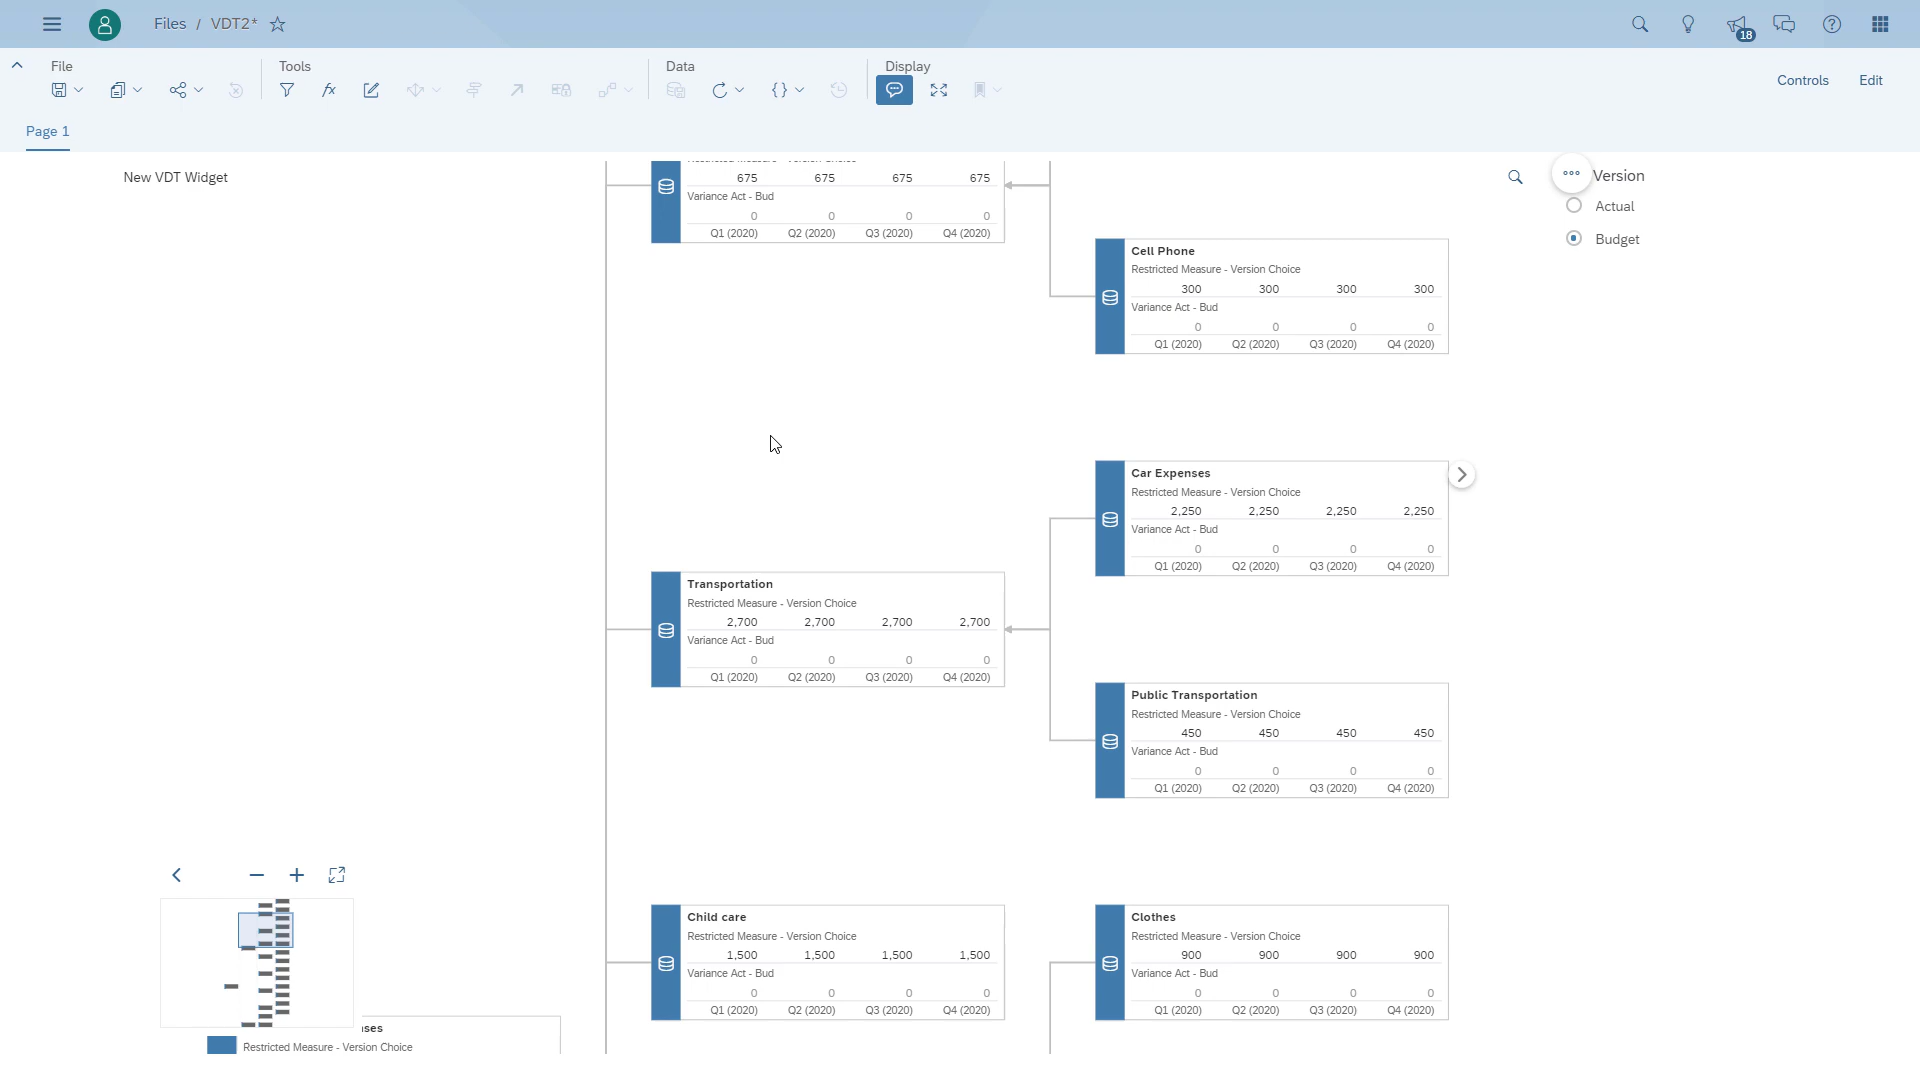 Files / VDT2*
18
File
Tools
Data
Display
Controls
Edit
Page 1
New VDT Widget
Restricted Measure - Version Choice
675 675 675 675
Variance Act - Bud
0 0 0 0
Q1 (2020) Q2 (2020) Q3 (2020) Q4 (2020)
Version
Actual
Budget
Cell Phone
Restricted Measure - Version Choice
300 300 300 300
Variance Act - Bud
0 0 0 0
Q1 (2020) Q2 (2020) Q3 (2020) Q4 (2020)
Car Expenses
Restricted Measure - Version Choice
2,250 2,250 2,250 2,250
Variance Act - Bud
0 0 0 0
Q1 (2020) Q2 (2020) Q3 (2020) Q4 (2020)
Transportation
Restricted Measure - Version Choice
2,700 2,700 2,700 2,700
Variance Act - Bud
0 0 0 0
Q1 (2020) Q2 (2020) Q3 (2020) Q4 (2020)
Public Transportation
Restricted Measure - Version Choice
450 450 450 450
Variance Act - Bud
0 0 0 0
Q1 (2020) Q2 (2020) Q3 (2020) Q4 (2020)
Child care
Restricted Measure - Version Choice
1,500 1,500 1,500 1,500
Variance Act - Bud
0 0 0 0
Q1 (2020) Q2 (2020) Q3 (2020) Q4 (2020)
Clothes
Restricted Measure - Version Choice
900 900 900 900
Variance Act - Bud
0 0 0 0
Q1 (2020) Q2 (2020) Q3 (2020) Q4 (2020)
ses
Restricted Measure - Version Choice